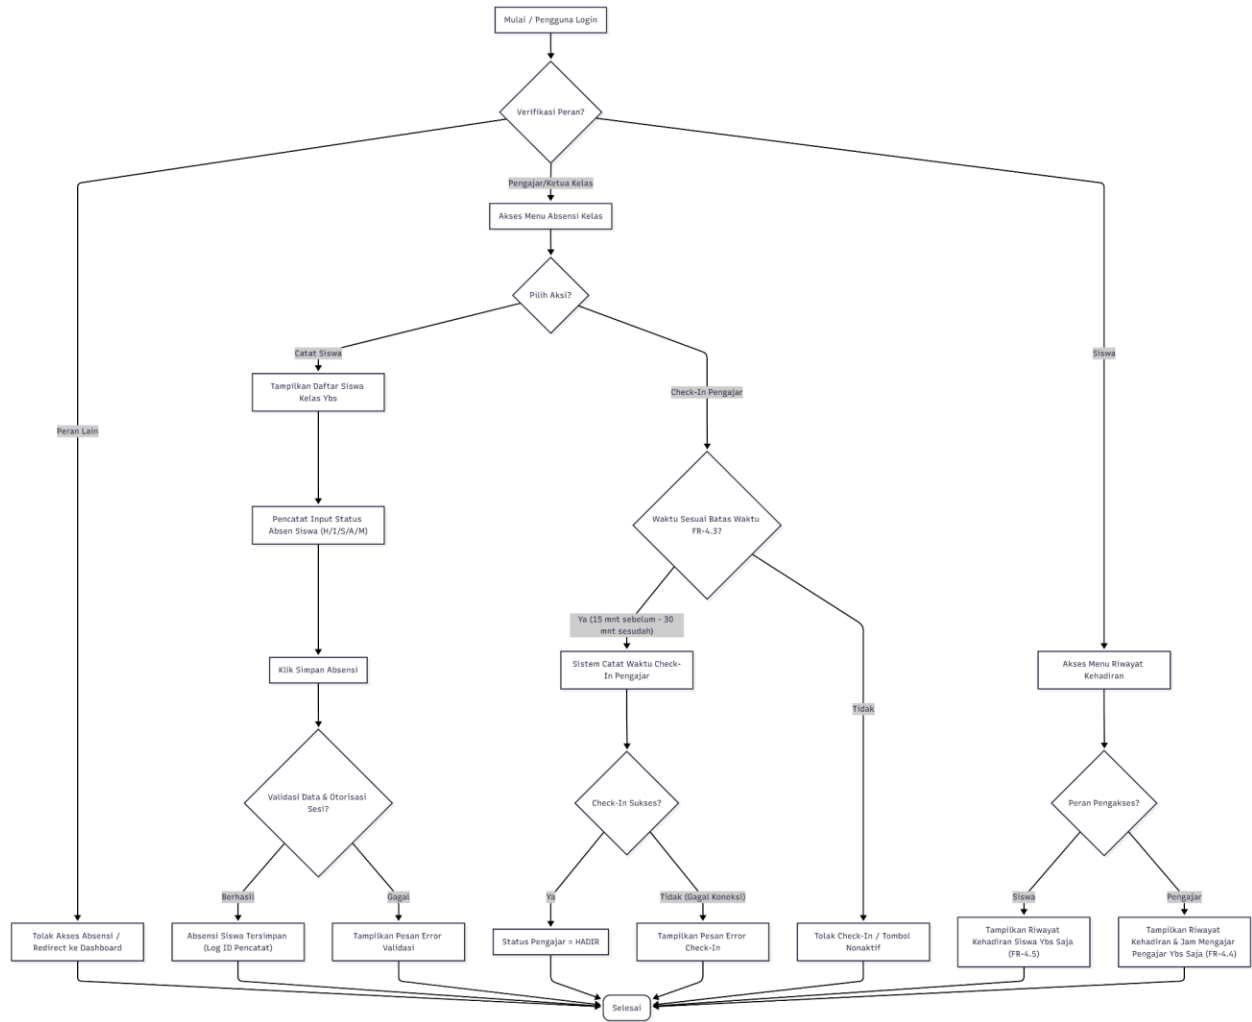 Mulai / Pengguna Login
Verifikasi Peran?
Pengajar/Ketua Kelas
Akses Menu Absensi Kelas
Pilih Aksi?
Catat Siswa
Siswa
Tampilkan Daftar Siswa
Kelas Ybs
Check-In Pengajar
Peran Lain
Pencatat Input Status
Absen Siswa (H/I/S/A/M)
Waktu Sesuai Batas Waktu
FR-4.3?
Ya (15 mnt sebelum - 30
mnt sesudah)
Klik Simpan Absensi
Sistem Catat Waktu Check-
In Pengajar
Akses Menu Riwayat
Kehadiran
Tidak
Validasi Data & Otorisasi
Sesi?
Check-In Sukses?
Peran Pengakses?
Berhasil
Gagal
Ya
Tidak (Gagal Koneksi)
Siswa
Pengajar
Tolak Akses Absensi /
Redirect ke Dashboard
Absensi Siswa Tersimpan
(Log ID Pencatat)
Tampilkan Pesan Error
Validasi
Status Pengajar = HADIR
Tampilkan Pesan Error
Check-In
Tolak Check-In / Tombol
Nonaktif
Tampilkan Riwayat
Kehadiran Siswa Ybs Saja
(FR-4.5)
Tampilkan Riwayat
Kehadiran & Jam Mengajar
Pengajar Ybs Saja (FR-4.4)
Selesai